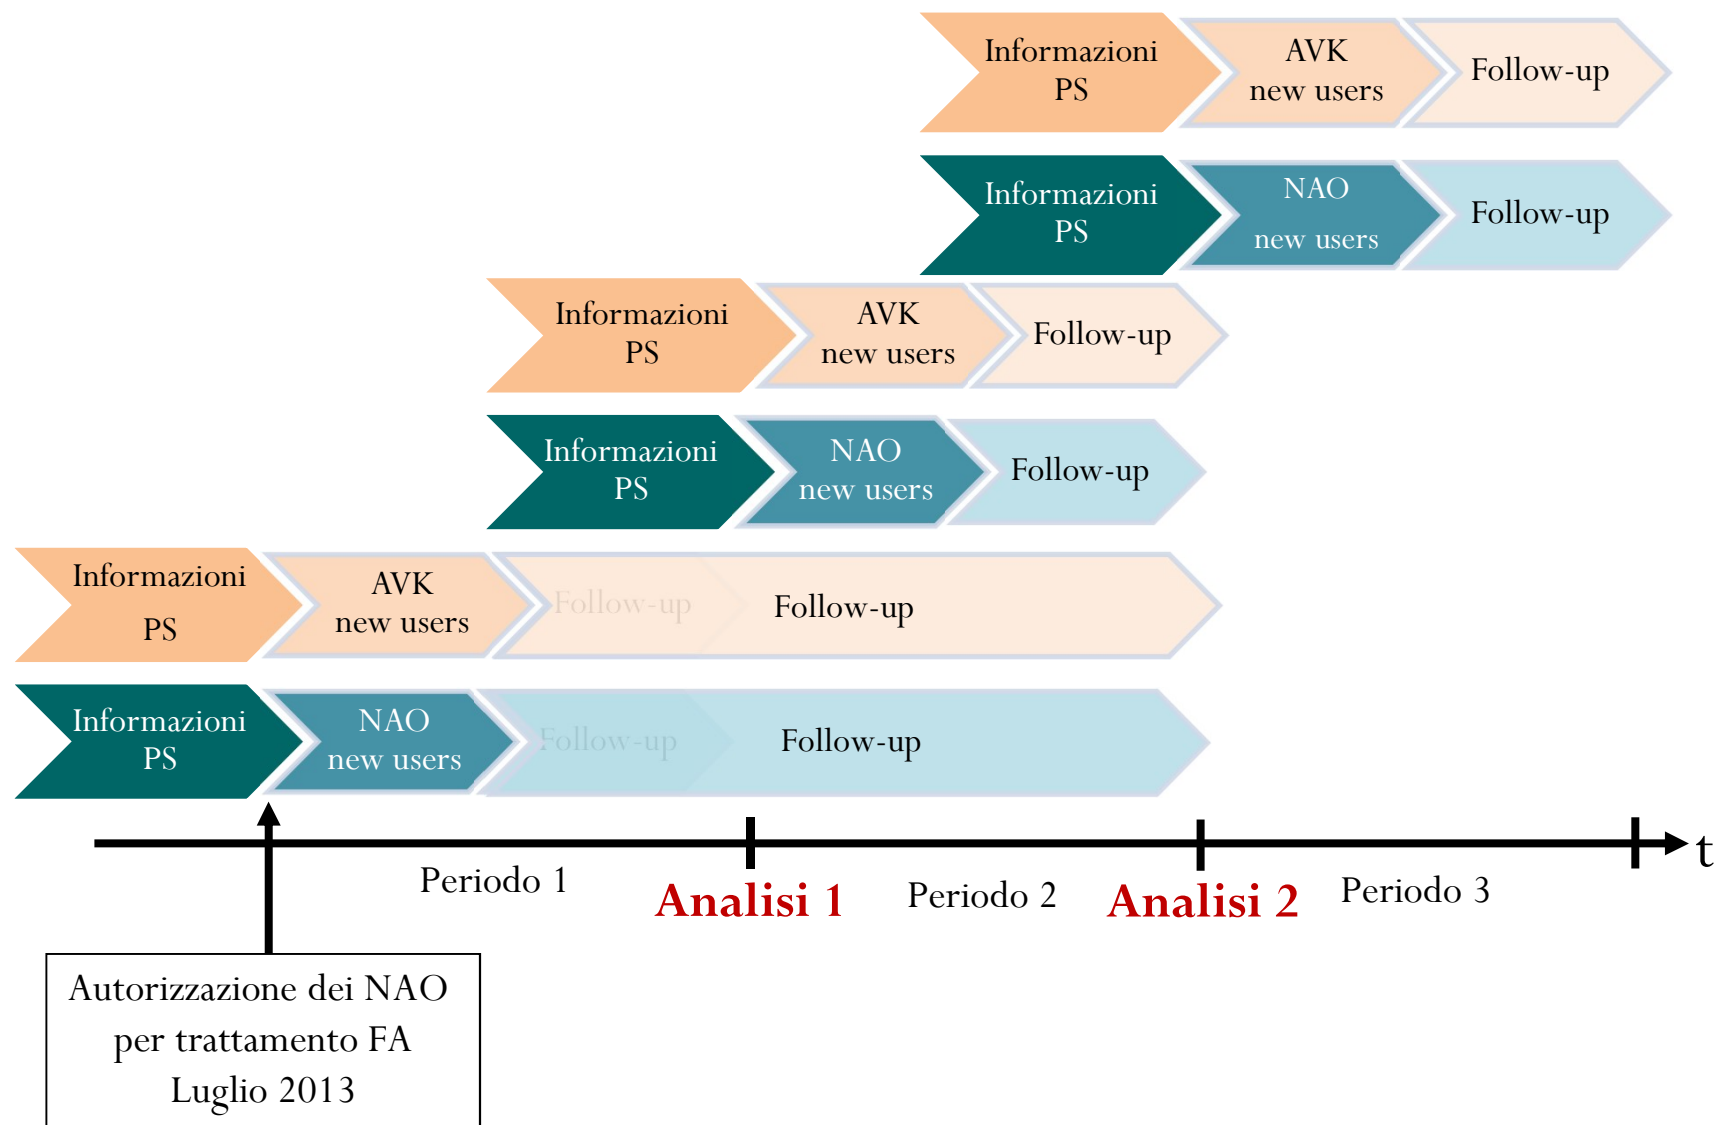 Informazioni
PS
AVK
new users
Follow-up
Informazioni
PS
NAO
new users
Follow-up
Informazioni
PS
AVK
new users
Follow-up
Informazioni
PS
NAO
new users
Follow-up
Informazioni
PS
AVK
new users
Follow-up
Follow-up
Informazioni
PS
NAO
new users
Follow-up
Follow-up
t
Periodo 1
Analisi 1
Periodo 2
Analisi 2
Periodo 3
Autorizzazione dei NAO
per trattamento FA
Luglio 2013